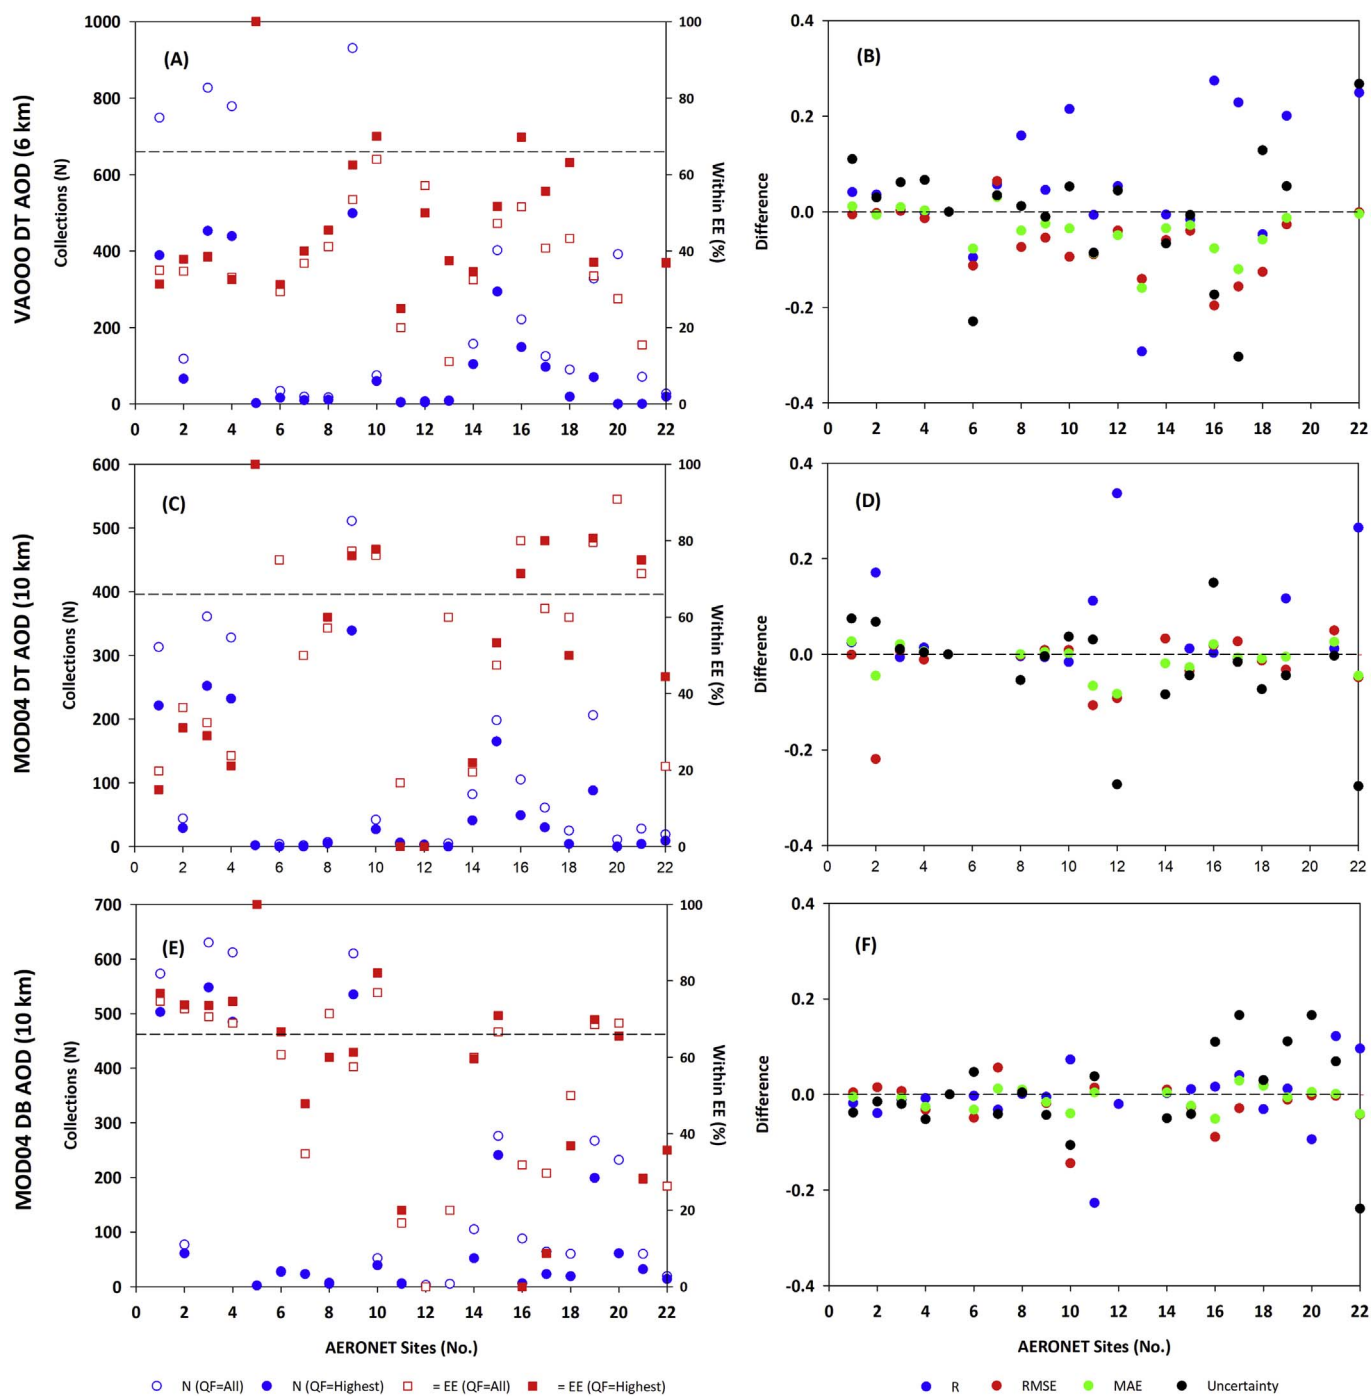 VAOOO DT AOD (6 km)
Collections (N)
1000
800
600
400
200
0
(A)
100
80
60
40
20
0
Within EE (%)
0 2 4 6 8 10 12 14 16 18 20 22
Difference
0.4
0.2
0.0
-0.2
-0.4
(B)
0 2 4 6 8 10 12 14 16 18 20 22
MOD04 DT AOD (10 km)
Collections (N)
600
500
400
300
200
100
0
(C)
100
80
60
40
20
0
Within EE (%)
0 2 4 6 8 10 12 14 16 18 20 22
Difference
0.4
0.2
0.0
-0.2
-0.4
(D)
0 2 4 6 8 10 12 14 16 18 20 22
MOD04 DB AOD (10 km)
Collections (N)
700
600
500
400
300
200
100
0
(E)
100
80
60
40
20
0
Within EE (%)
0 2 4 6 8 10 12 14 16 18 20 22
AERONET Sites (No.)
Difference
0.4
0.2
0.0
-0.2
-0.4
(F)
0 2 4 6 8 10 12 14 16 18 20 22
AERONET Sites (No.)
N (QF=All) N (QF=Highest) = EE (QF=All) = EE (QF=Highest)
R RMSE MAE Uncertainty